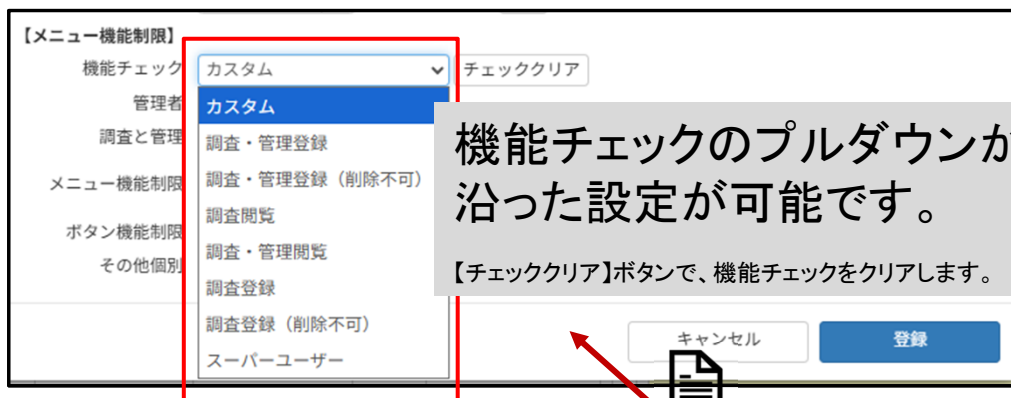 【メニュー機能制限】
機能チェック カスタム チェッククリア
管理者
調査と管理
メニュー機能制限
ボタン機能制限
その他個別
カスタム
調査・管理登録
調査・管理登録（削除不可）
調査閲覧
調査・管理閲覧
調査登録
調査登録（削除不可）
スーパーユーザー
機能チェックのプルダウンか
沿った設定が可能です。
【チェッククリア】ボタンで、機能チェックをクリアします。
キャンセル 登録